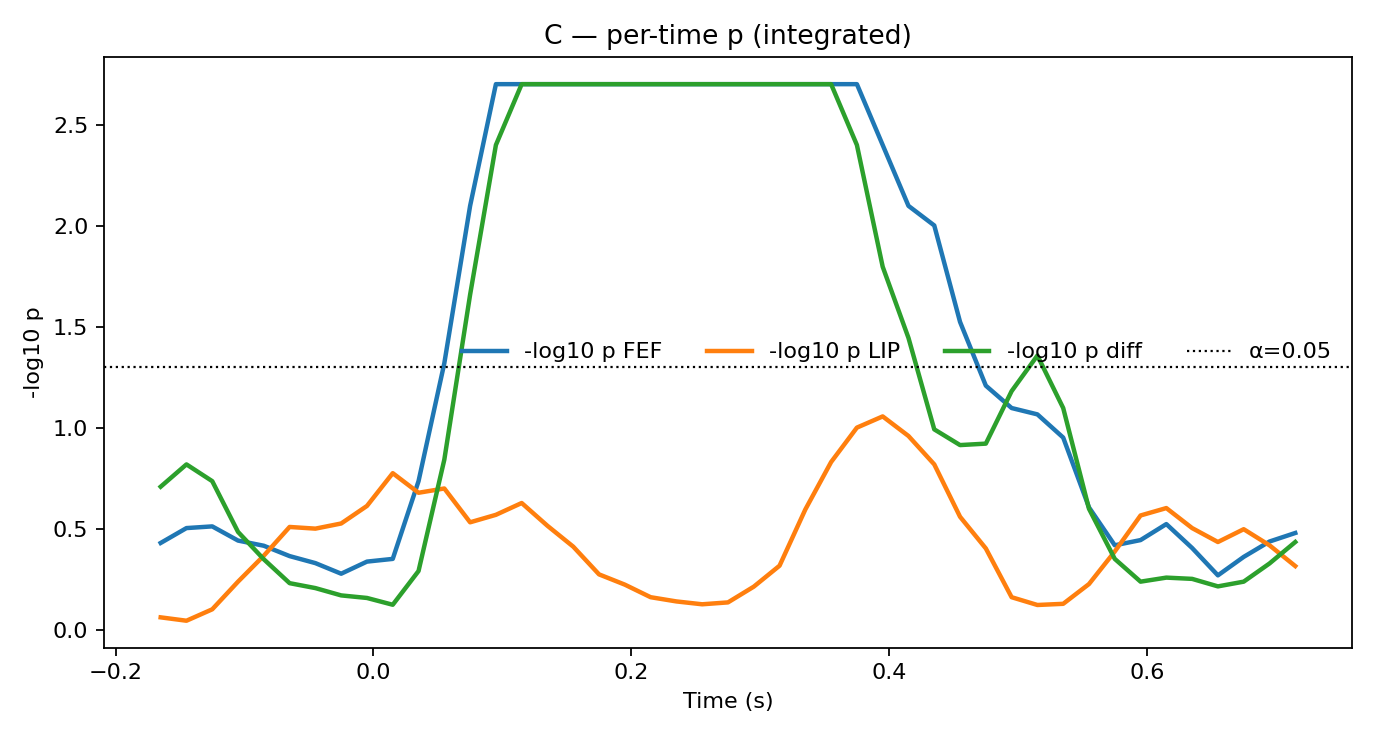 C — per-time p (integrated)
-log10 p
2.5
2.0
1.5
1.0
0.5
0.0
-log10 p FEF -log10 p LIP -log10 p diff α=0.05
−0.2 0.0 0.2 0.4 0.6
Time (s)